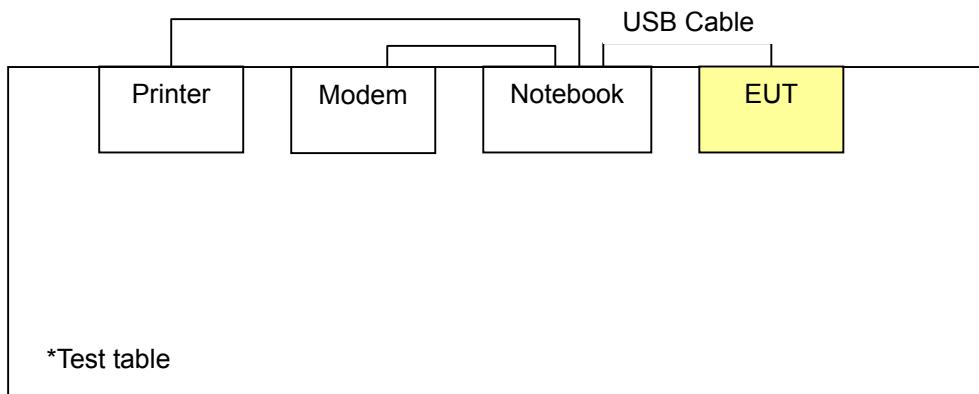 USB Cable
Printer
Modem
Notebook
EUT
*Test table